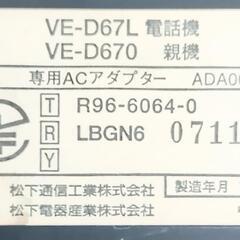 VE-D67L 電話機
VE-D670 親機
専用ACアダプター ADA00
T R96-6064-0
R LBGN6 0711
Y
松下通信工業株式会社 製造年月
松下電器産業株式会社